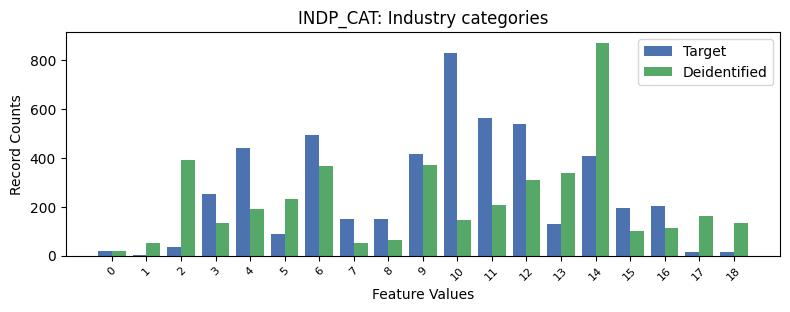 INDP_CAT: Industry categories
Target
Deidentified
Record Counts
800
600
400
200
0
0 1 2 3 4 5 6 7 8 9 10 11 12 13 14 15 16 17 18
Feature Values